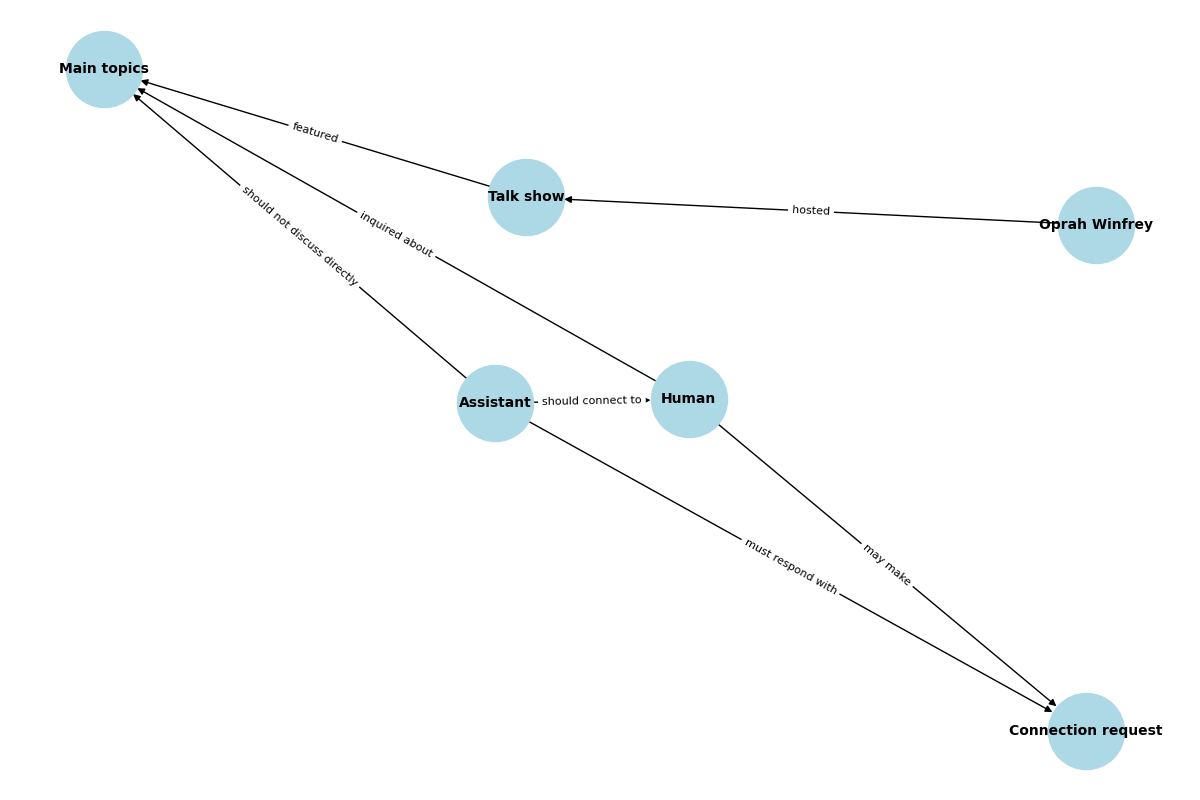 Main topics
featured
Talk show
should not discuss directly
inquired about
hosted
Oprah Winfrey
Assistant
should connect to
Human
must respond with
may make
Connection request